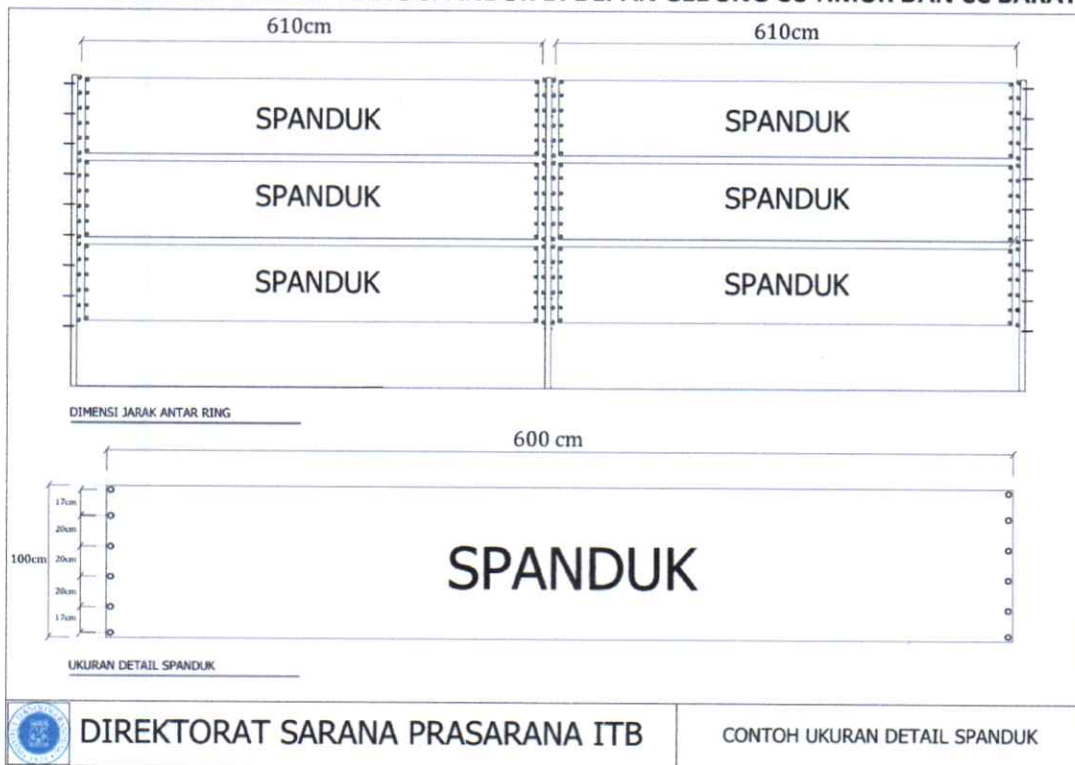 610cm 610cm
SPANDUK SPANDUK
SPANDUK SPANDUK
SPANDUK SPANDUK
DIMENSI JARAK ANTAR RING
600 cm
17cm
20cm
100cm 20cm
20cm
17cm
SPANDUK
UKURAN DETAIL SPANDUK
DIREKTORAT SARANA PRASARANA ITB
CONTOH UKURAN DETAIL SPANDUK